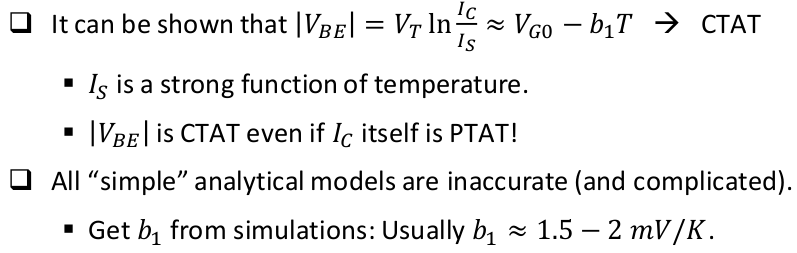 ❑ It can be shown that |V_BE| = V_T ln I_C/I_S ≈ V_G0 − b_1T → CTAT
▪ I_S is a strong function of temperature.
▪ |V_BE| is CTAT even if I_C itself is PTAT!
❑ All “simple” analytical models are inaccurate (and complicated).
▪ Get b_1 from simulations: Usually b_1 ≈ 1.5 − 2 mV/K.